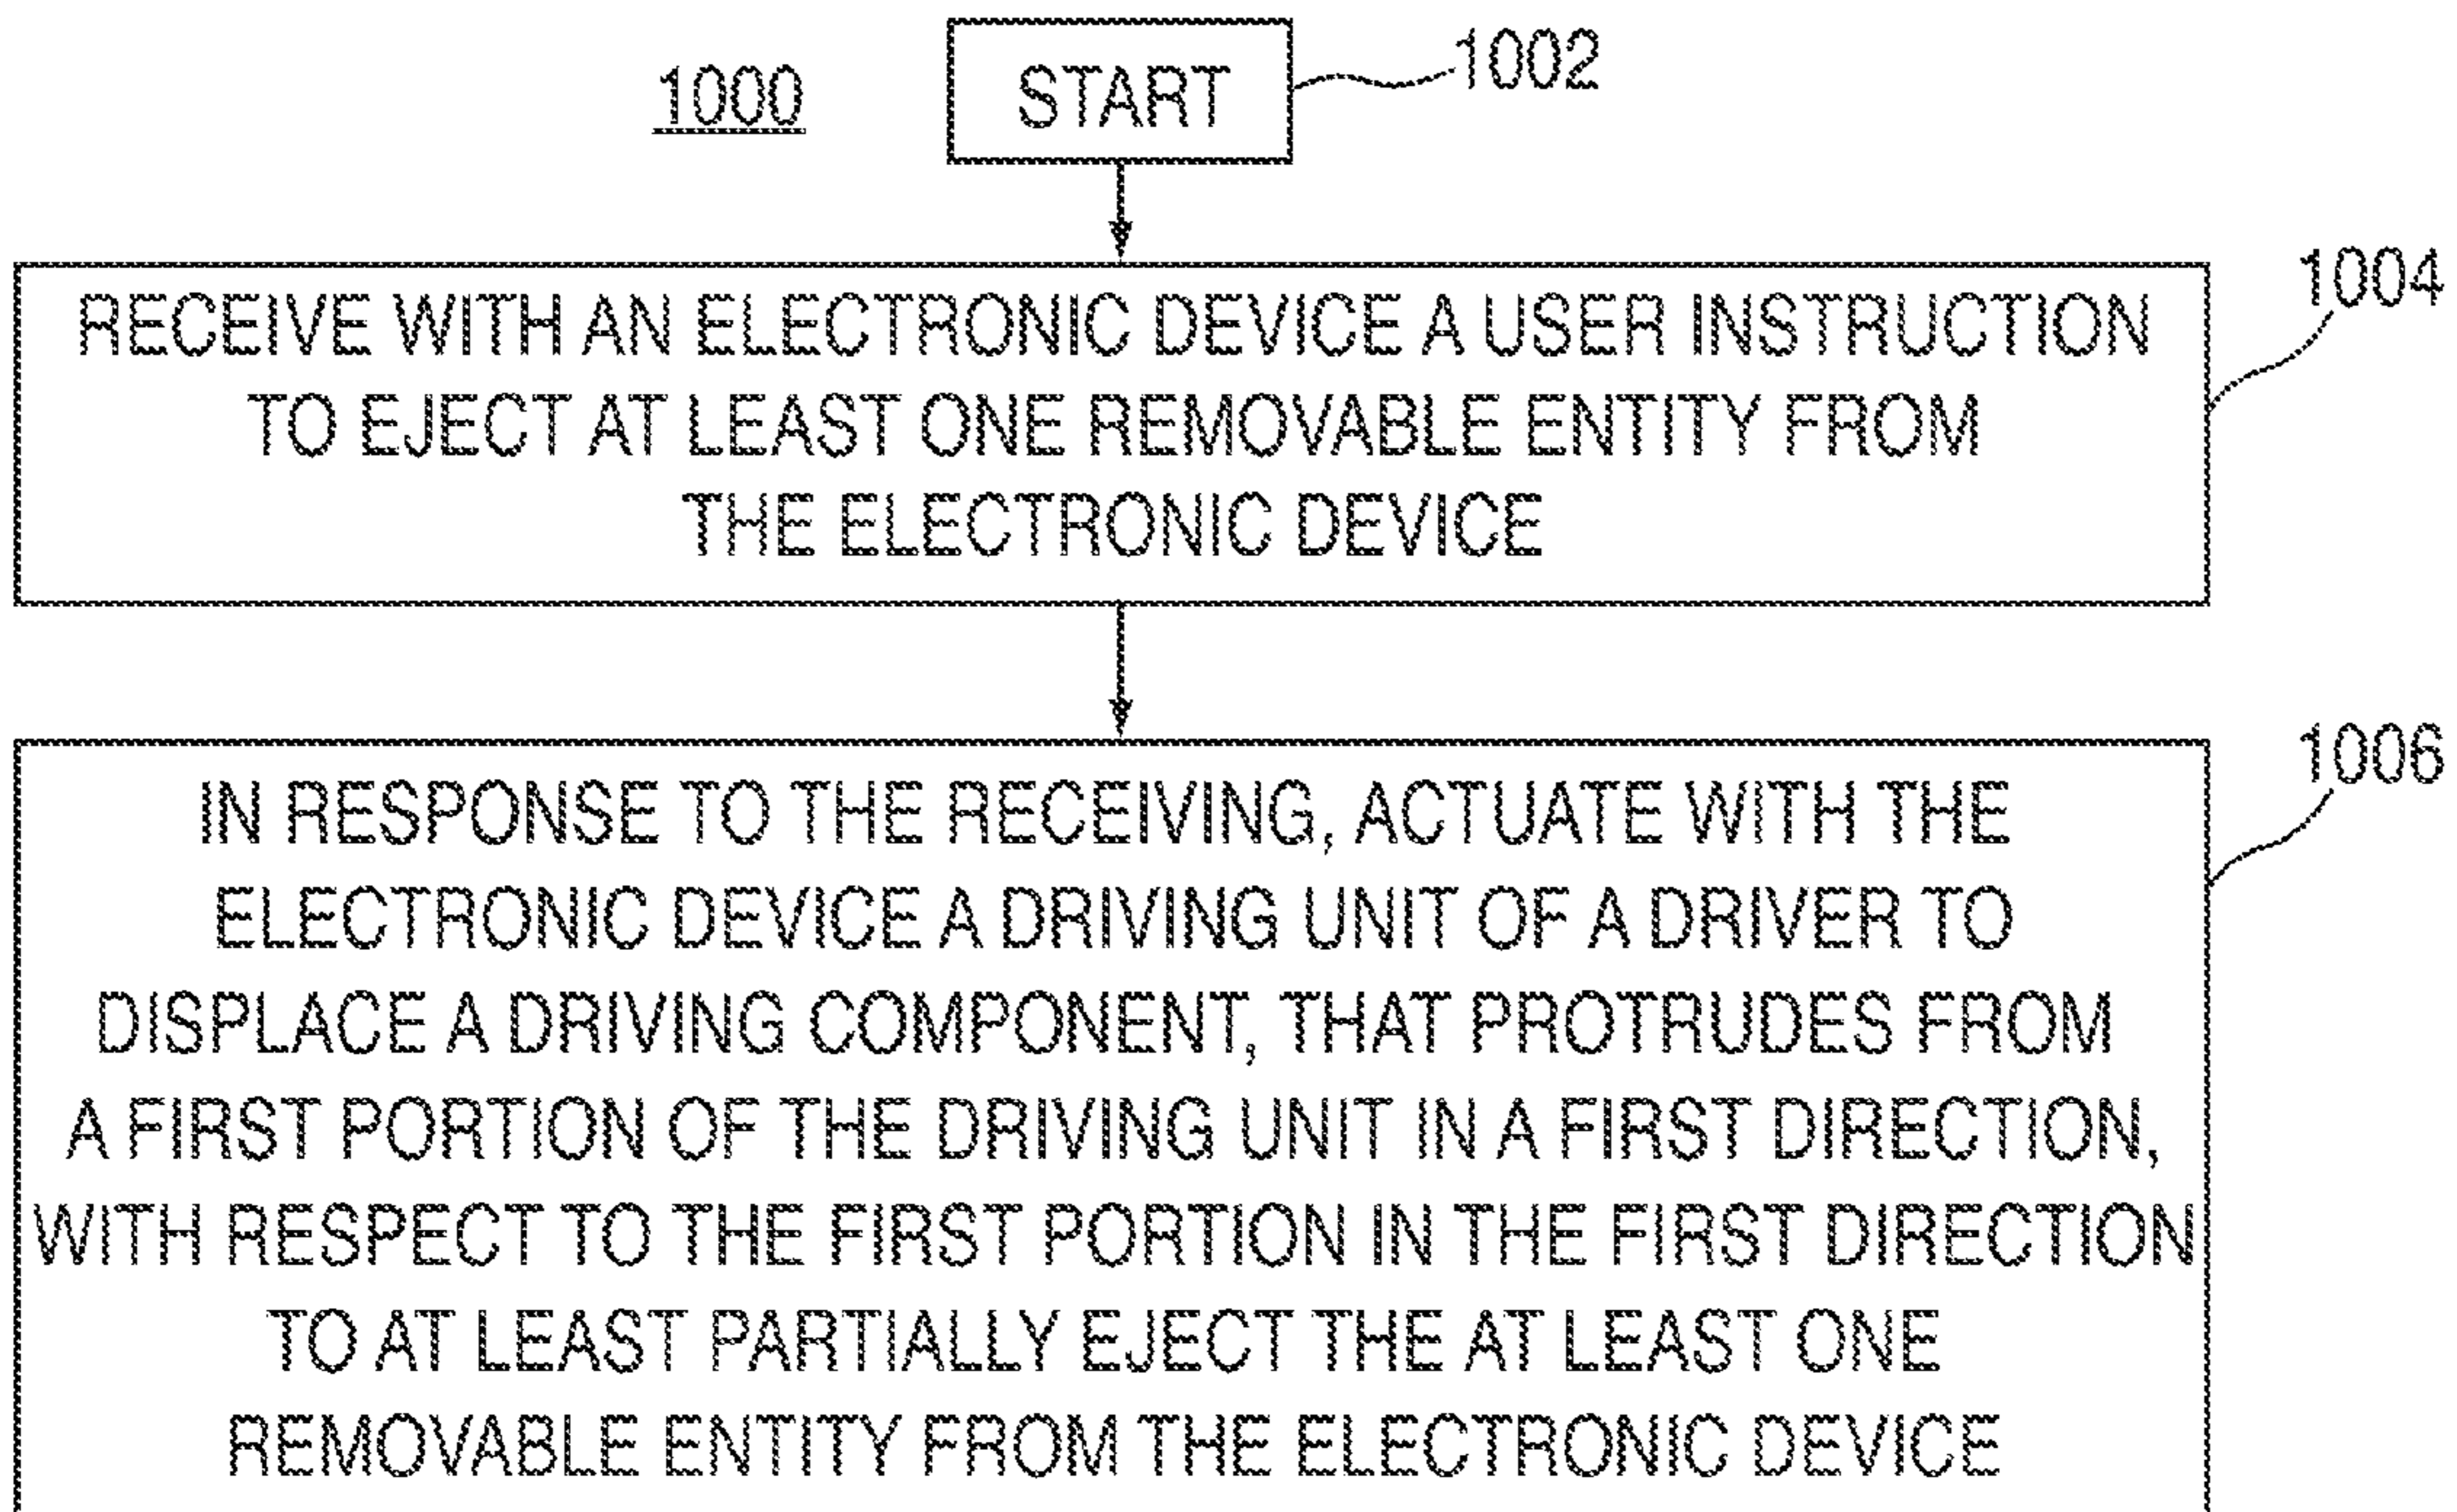 1000
START
1002
1004
RECEIVE WITH AN ELECTRONIC DEVICE A USER INSTRUCTION
TO EJECT AT LEAST ONE REMOVABLE ENTITY FROM
THE ELECTRONIC DEVICE
1006
IN RESPONSE TO THE RECEIVING, ACTUATE WITH THE
ELECTRONIC DEVICE A DRIVING UNIT OF A DRIVER TO
DISPLACE A DRIVING COMPONENT, THAT PROTRUDES FROM
A FIRST PORTION OF THE DRIVING UNIT IN A FIRST DIRECTION,
WITH RESPECT TO THE FIRST PORTION IN THE FIRST DIRECTION
TO AT LEAST PARTIALLY EJECT THE AT LEAST ONE
REMOVABLE ENTITY FROM THE ELECTRONIC DEVICE